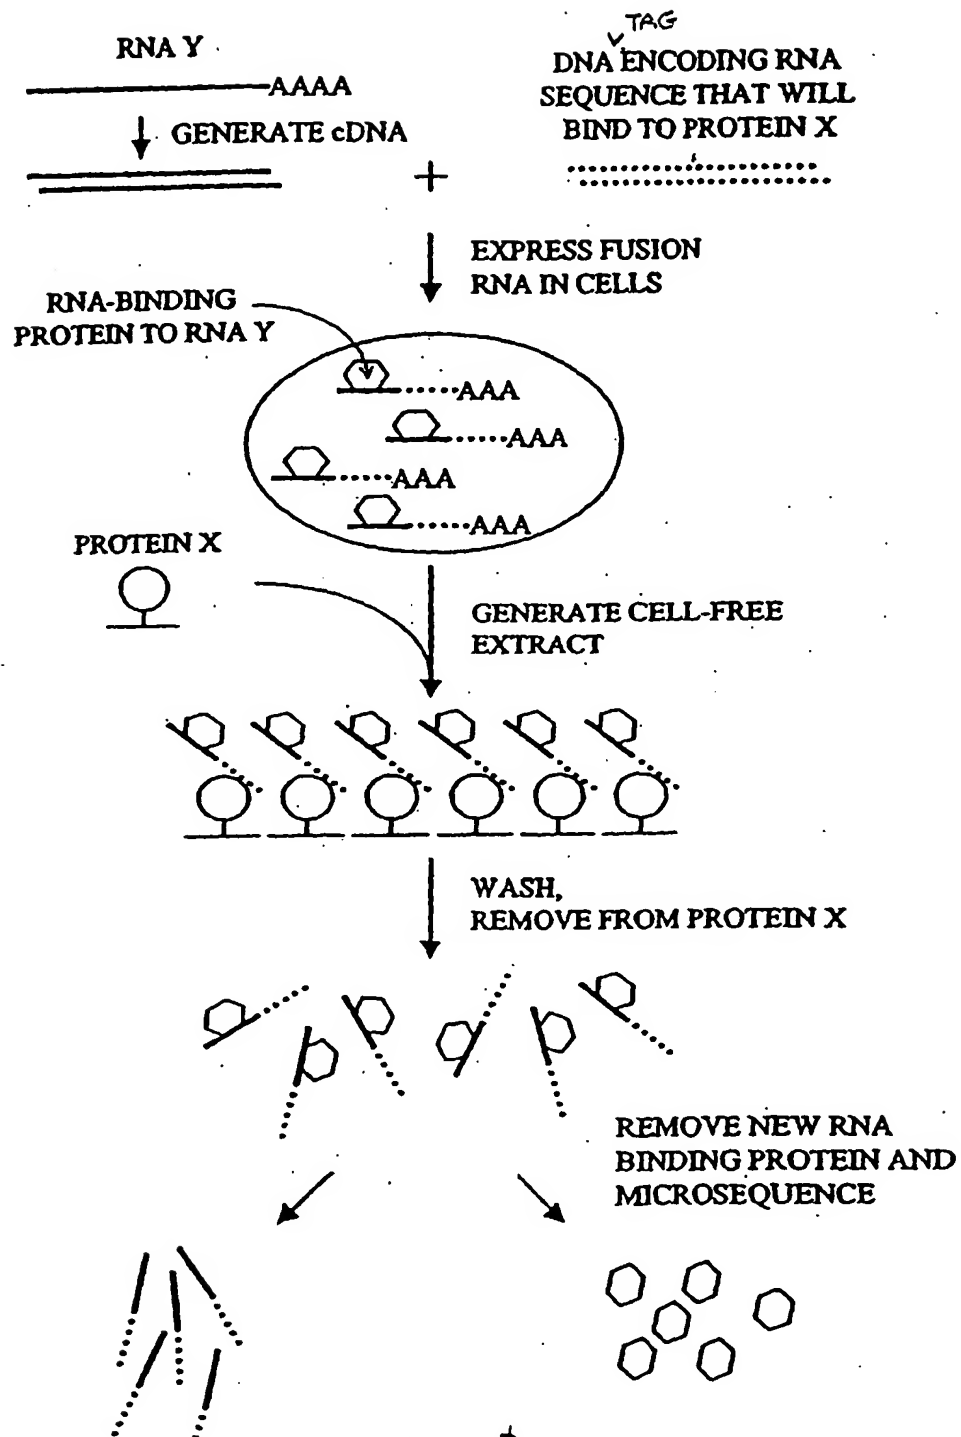 RNA Y
AAAA
GENERATE cDNA
TAG
DNA ENCODING RNA
SEQUENCE THAT WILL
BIND TO PROTEIN X
+
EXPRESS FUSION
RNA IN CELLS
RNA-BINDING
PROTEIN TO RNA Y
AAA
AAA
AAA
AAA
PROTEIN X
GENERATE CELL-FREE
EXTRACT
WASH,
REMOVE FROM PROTEIN X
REMOVE NEW RNA
BINDING PROTEIN AND
MICROSEQUENCE